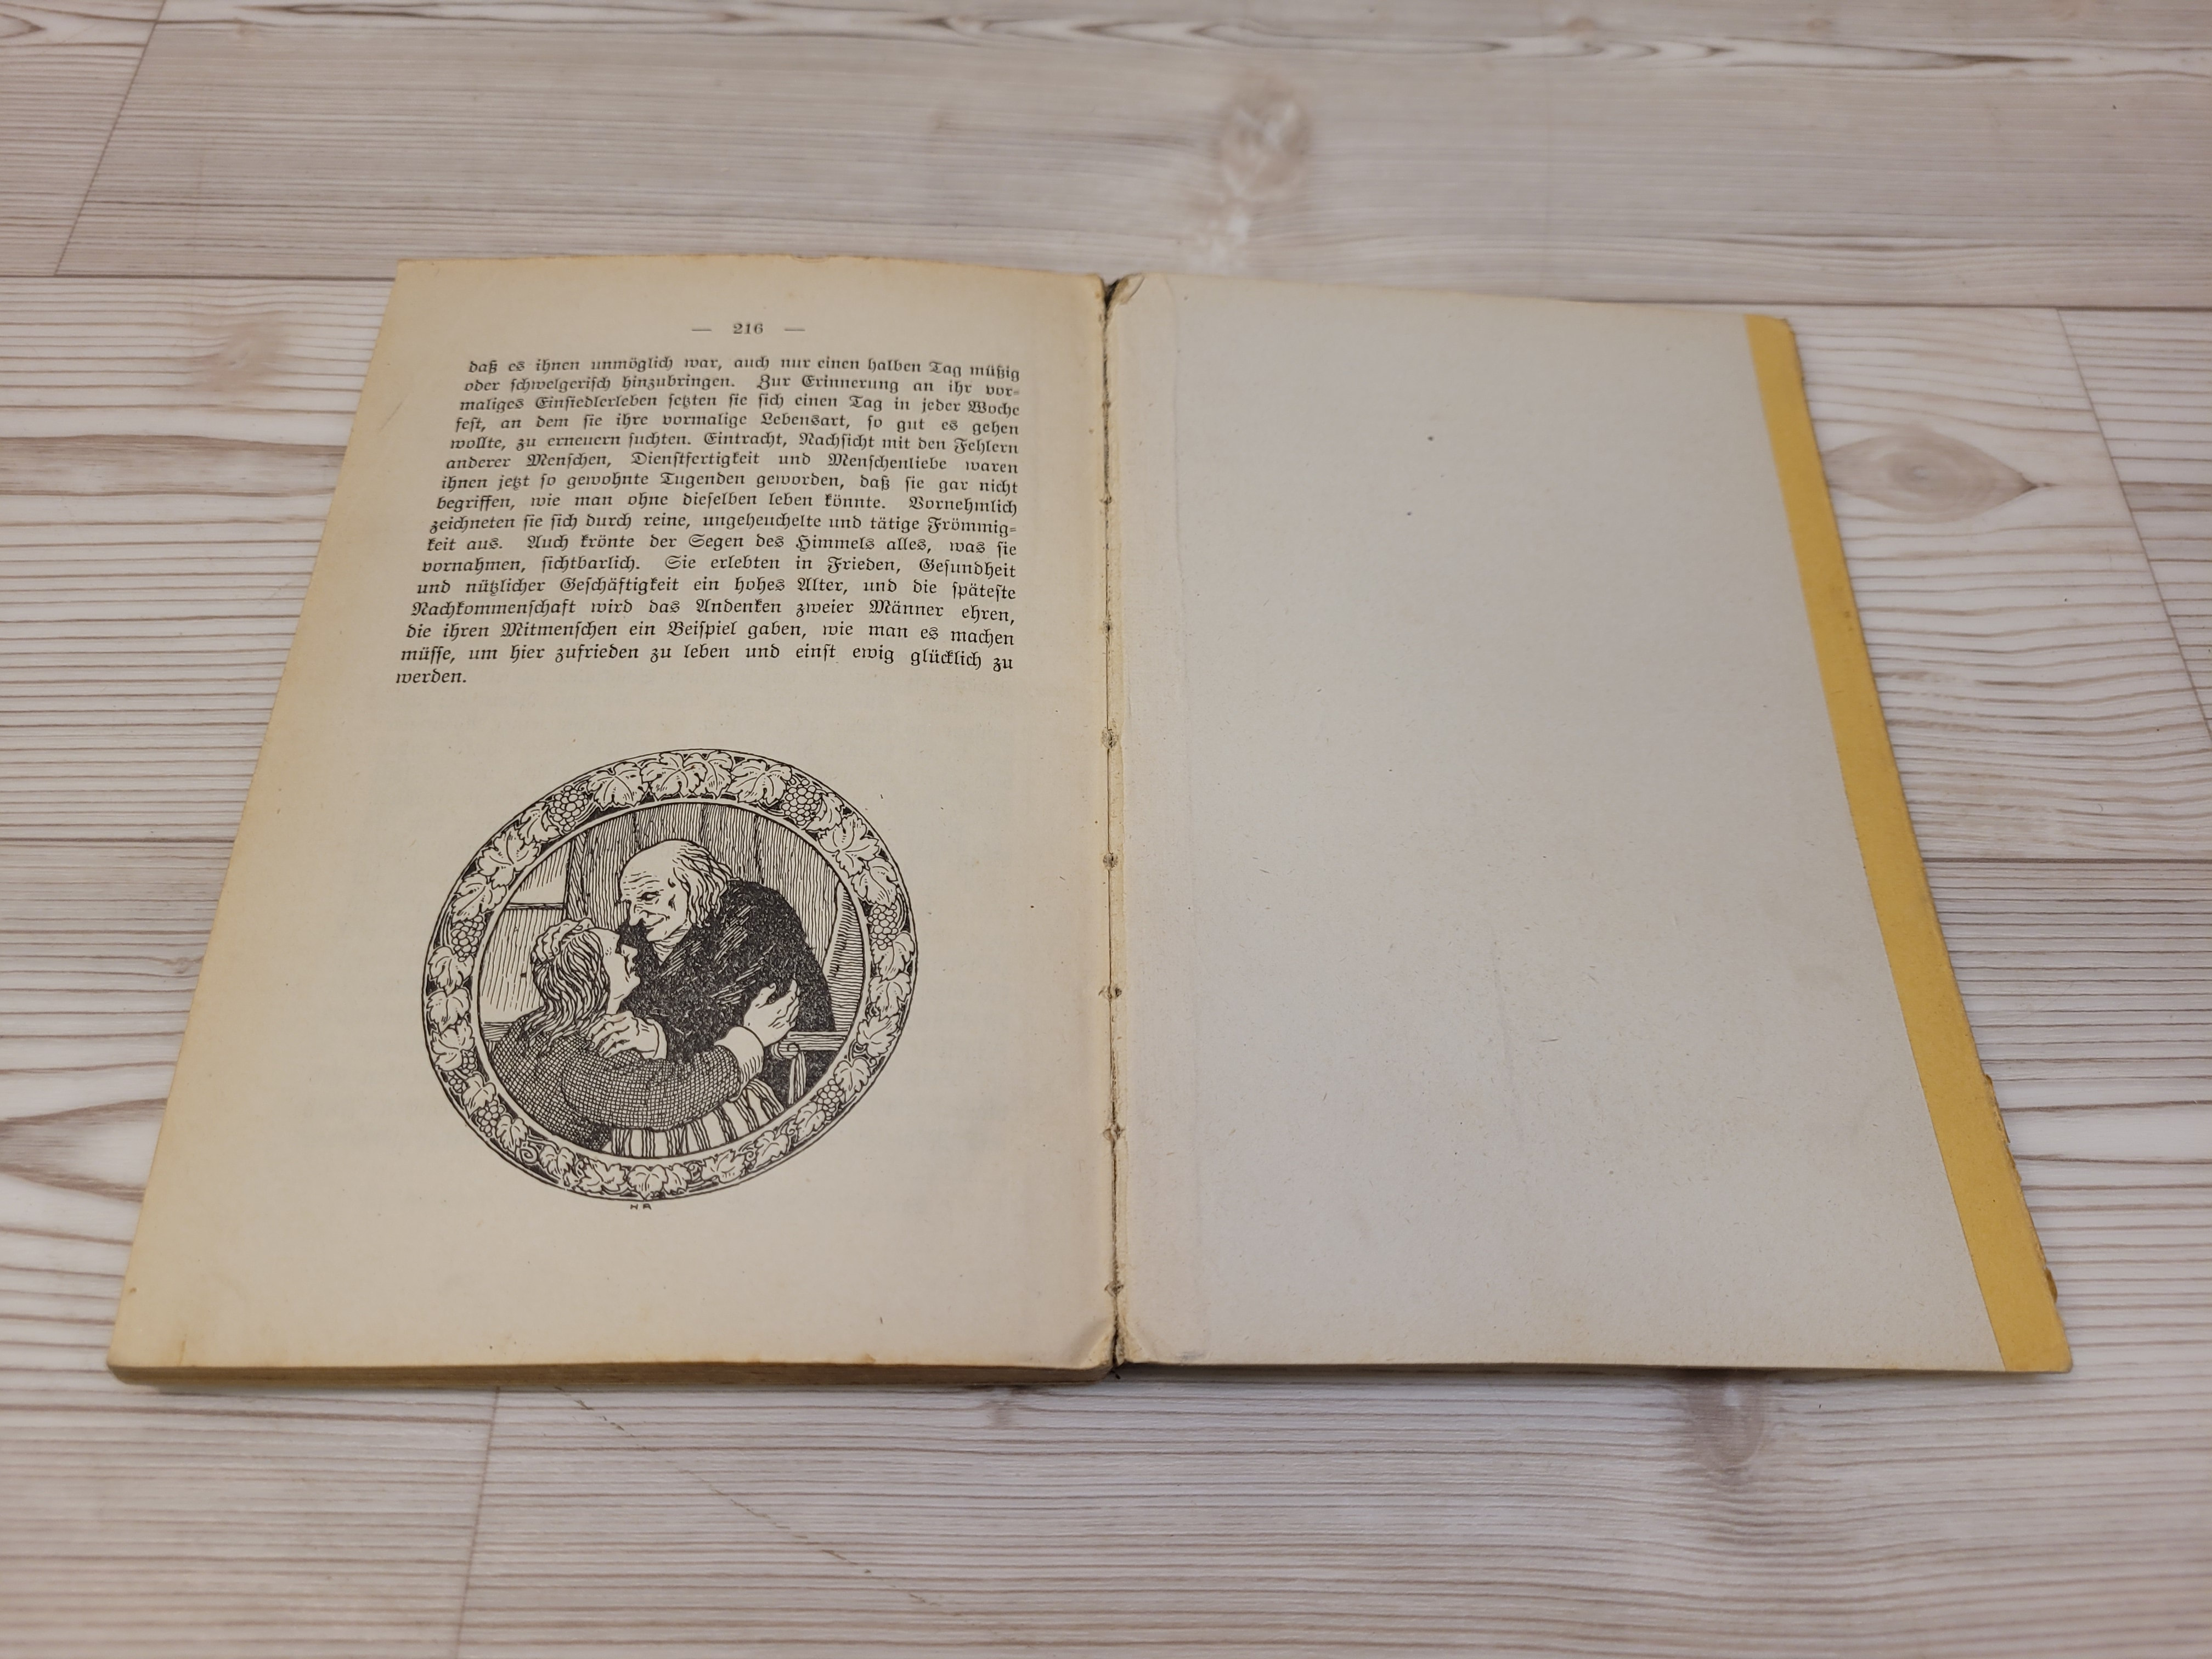 — 216 —
daß es ihnen unmöglich war, auch nur einen halben Tag müßig
oder ſchwelgeriſch hinzubringen. Zur Erinnerung an ihr vor-
maliges Einſiedlerleben ſetzten ſie ſich einen Tag in jeder Woche
feſt, an dem ſie ihre vormalige Lebensart, ſo gut es gehen
wollte, zu erneuern ſuchten. Eintracht, Nachſicht mit den Fehlern
anderer Menſchen, Dienſtfertigkeit und Menſchenliebe waren
ihnen jetzt ſo gewohnte Tugenden geworden, daß ſie gar nicht
begriffen, wie man ohne dieſelben leben könnte. Vornehmlich
zeichneten ſie ſich durch reine, ungeheuchelte und tätige Frömmig-
keit aus. Auch krönte der Segen des Himmels alles, was ſie
vornahmen, ſichtbarlich. Sie erlebten in Frieden, Geſundheit
und nützlicher Geſchäftigkeit ein hohes Alter, und die ſpäteſte
Nachkommenſchaft wird das Andenken zweier Männer ehren,
die ihren Mitmenſchen ein Beiſpiel gaben, wie man es machen
müſſe, um hier zufrieden zu leben und einſt ewig glücklich zu
werden.